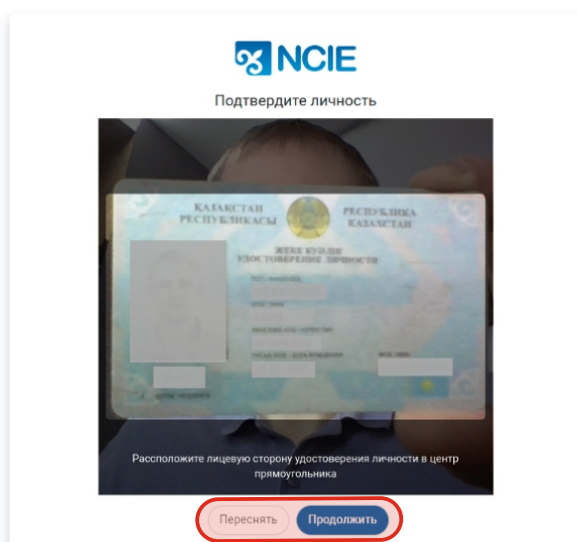 NCIE
Подтвердите личность
ҚАЗАҚСТАН
РЕСПУБЛИКАСЫ
РЕСПУБЛИКА
КАЗАХСТАН
ЖЕКЕ КУӘЛІК
УДОСТОВЕРЕНИЕ ЛИЧНОСТИ
Рассположите лицевую сторону удостоверения личности в центр
прямоугольника
Переснять
Продолжить